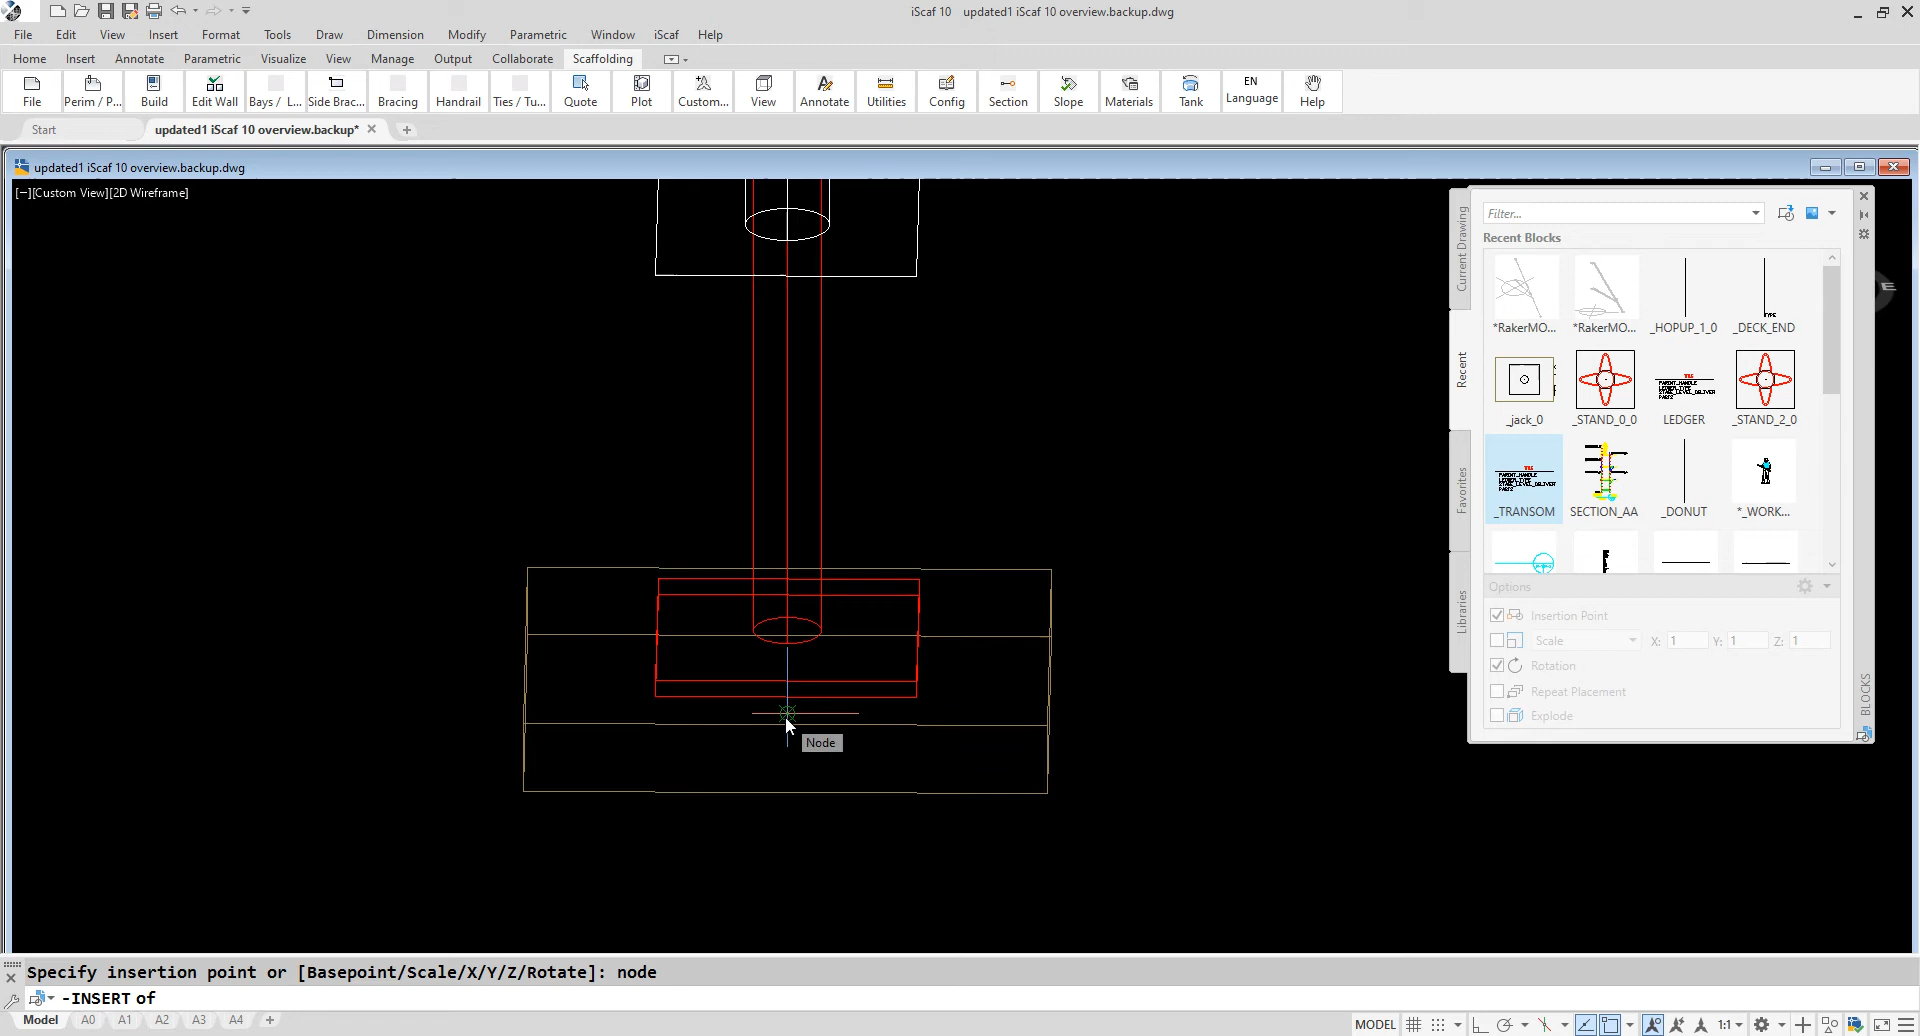 iScaf 10 updated1 iScaf 10 overview.backup.dwg
File Edit View Insert Format Tools Draw Dimension Modify Parametric Window iScaf Help
Home Insert Annotate Parametric Visualize View Manage Output Collaborate Scaffolding
File Perim / P... Build Edit Wall Bays / L... Side Brac... Bracing Handrail Ties / Tu... Quote Plot Custom... View Annotate Utilities Config Section Slope Materials Tank EN Language Help
Start updated1 iScaf 10 overview.backup*
updated1 iScaf 10 overview.backup.dwg
[−][Custom View][2D Wireframe]
Filter...
Recent Blocks
*RakerMO... *RakerMO... _HOPUP_1_0 _DECK_END
_jack_0 _STAND_0_0 LEDGER _STAND_2_0
_TRANSOM SECTION_AA _DONUT *_WORK...
Current Drawing
Recent
Favorites
Libraries
Options
Insertion Point
Scale X: 1 Y: 1 Z: 1
Rotation
Repeat Placement
Explode
BLOCKS
Node
Specify insertion point or [Basepoint/Scale/X/Y/Z/Rotate]: node
-INSERT of
Model A0 A1 A2 A3 A4
MODEL 1:1